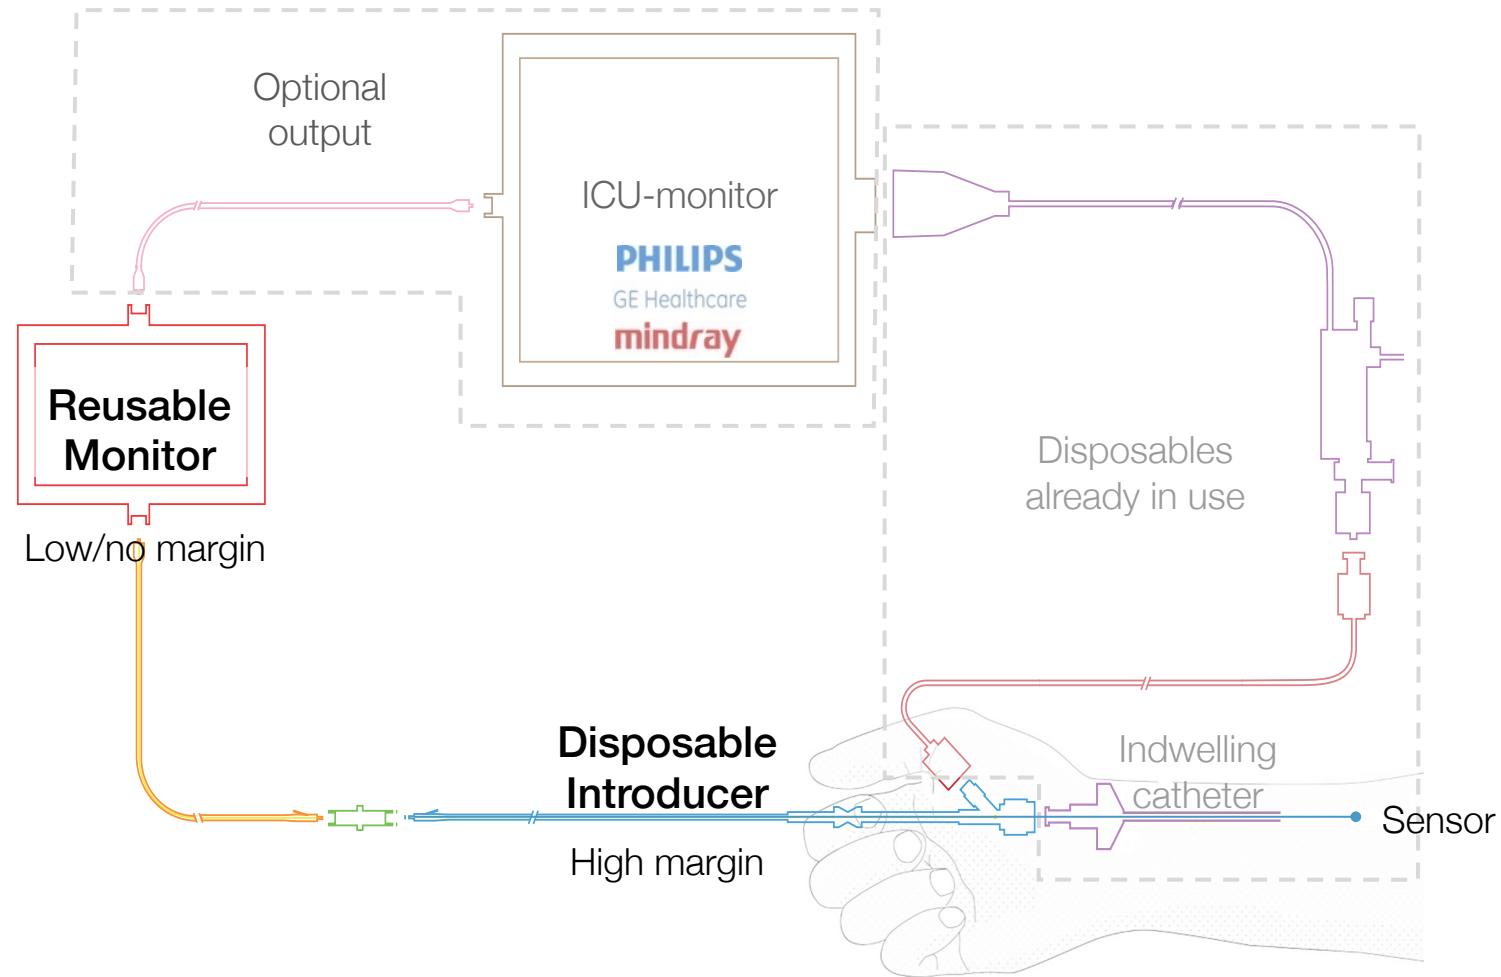 Optional
output
ICU-monitor
PHILIPS
GE Healthcare
mindray
Reusable
Monitor
Low/no margin
Disposables
already in use
Disposable
Introducer
High margin
Indwelling
catheter
Sensor